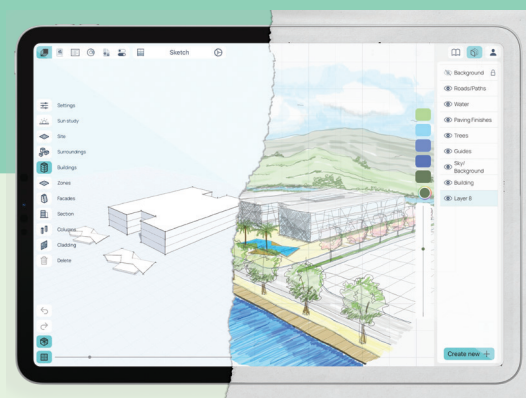 Sketch
Settings
Sun study
Site
Surroundings
Buildings
Zones
Facades
Section
Columns
Cladding
Delete
Background
Roads/Paths
Water
Paving Finishes
Trees
Guides
Sky/
Background
Building
Layer 8
Create new +